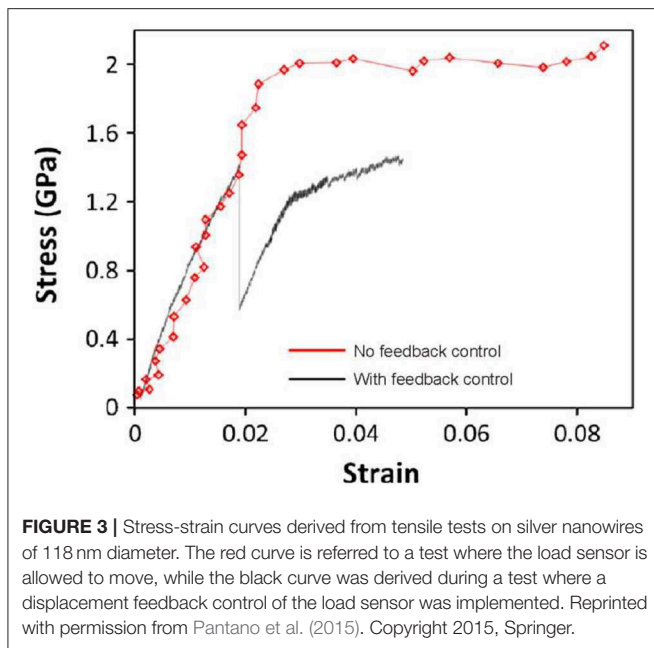 2
1.6
1.2
0.8
0.4
0
Stress (GPa)
No feedback control
With feedback control
0
0.02
0.04
0.06
0.08
Strain
FIGURE 3 | Stress-strain curves derived from tensile tests on silver nanowires
of 118 nm diameter. The red curve is referred to a test where the load sensor is
allowed to move, while the black curve was derived during a test where a
displacement feedback control of the load sensor was implemented. Reprinted
with permission from Pantano et al. (2015). Copyright 2015, Springer.